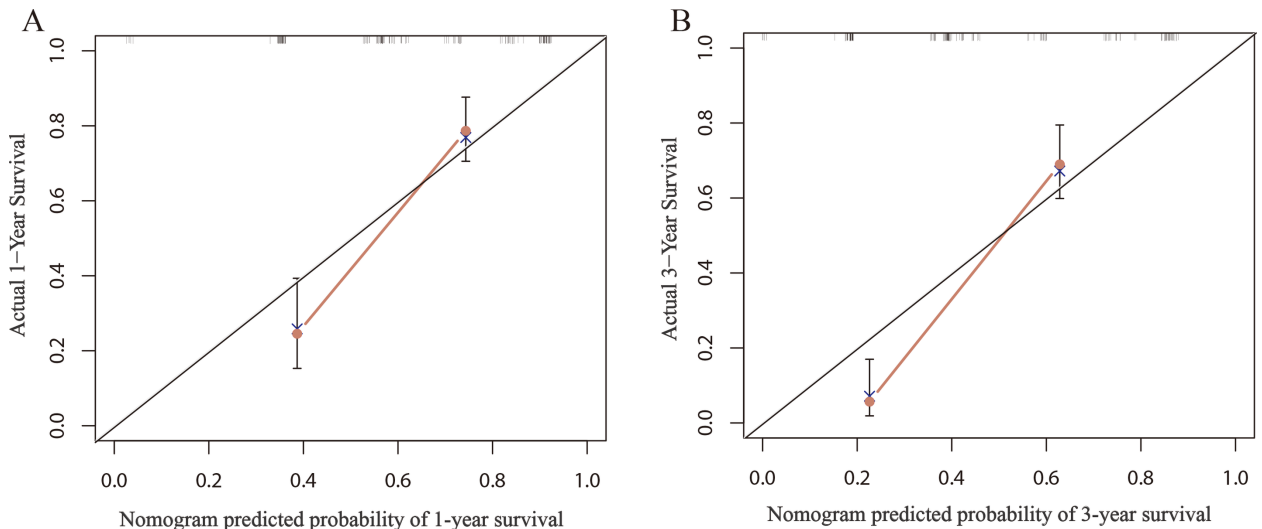 A
Actual 1−Year Survival
1.0
0.8
0.6
0.4
0.2
0.0
0.0 0.2 0.4 0.6 0.8 1.0
Nomogram predicted probability of 1-year survival
B
Actual 3−Year Survival
1.0
0.8
0.6
0.4
0.2
0.0
0.0 0.2 0.4 0.6 0.8 1.0
Nomogram predicted probability of 3-year survival